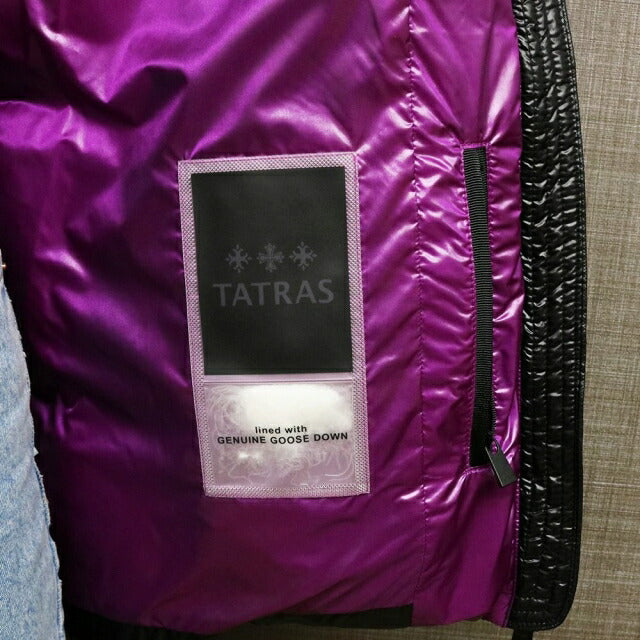 TATRAS
lined with
GENUINE GOOSE DOWN